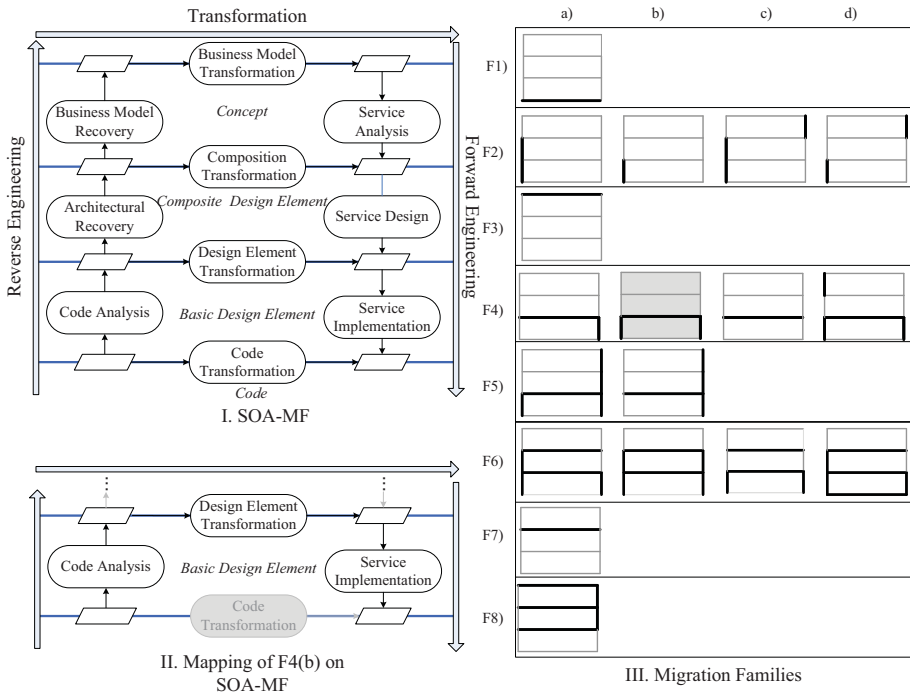 Transformation
Reverse Engineering
Forward Engineering
Business Model
Transformation
Business Model
Recovery
Concept
Service
Analysis
Composition
Transformation
Composite Design Element
Architectural
Recovery
Service Design
Design Element
Transformation
Code Analysis
Basic Design Element
Service
Implementation
Code
Transformation
Code
I. SOA-MF
Design Element
Transformation
Code Analysis
Basic Design Element
Service
Implementation
Code
Transformation
II. Mapping of F4(b) on
SOA-MF
a) b) c) d)
F1)
F2)
F3)
F4)
F5)
F6)
F7)
F8)
III. Migration Families